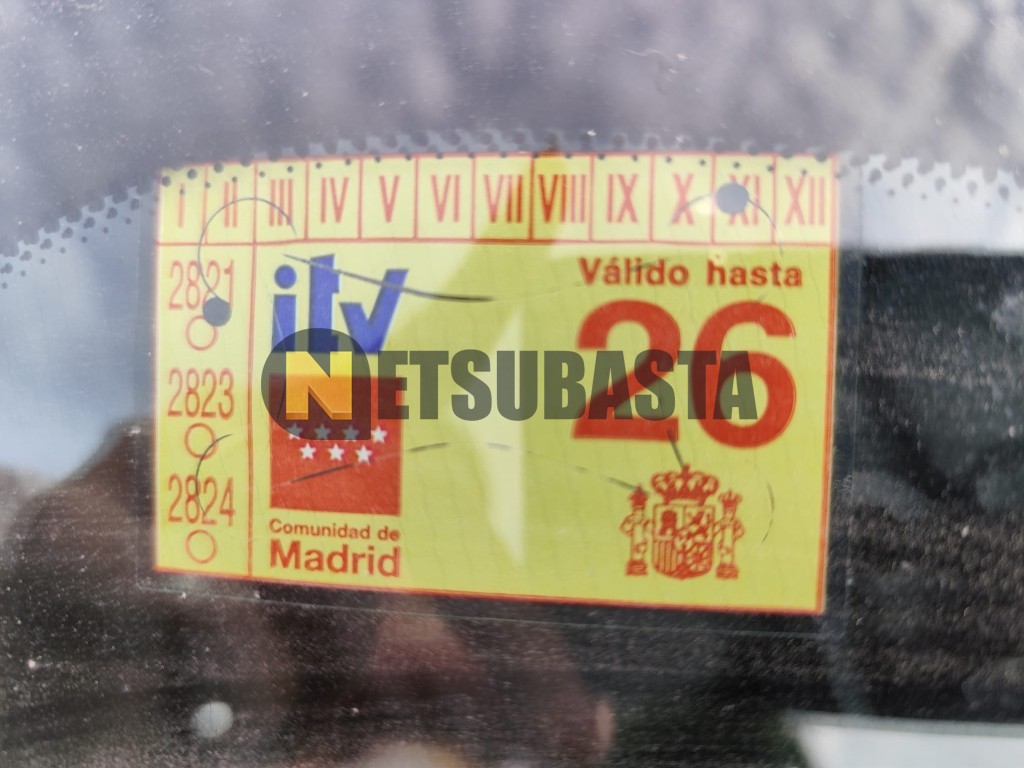 I II III IV V VI VII VIII IX X XI XII
2821
itv
Válido hasta
26
2823
NETSUBASTA
2824
Comunidad de
Madrid